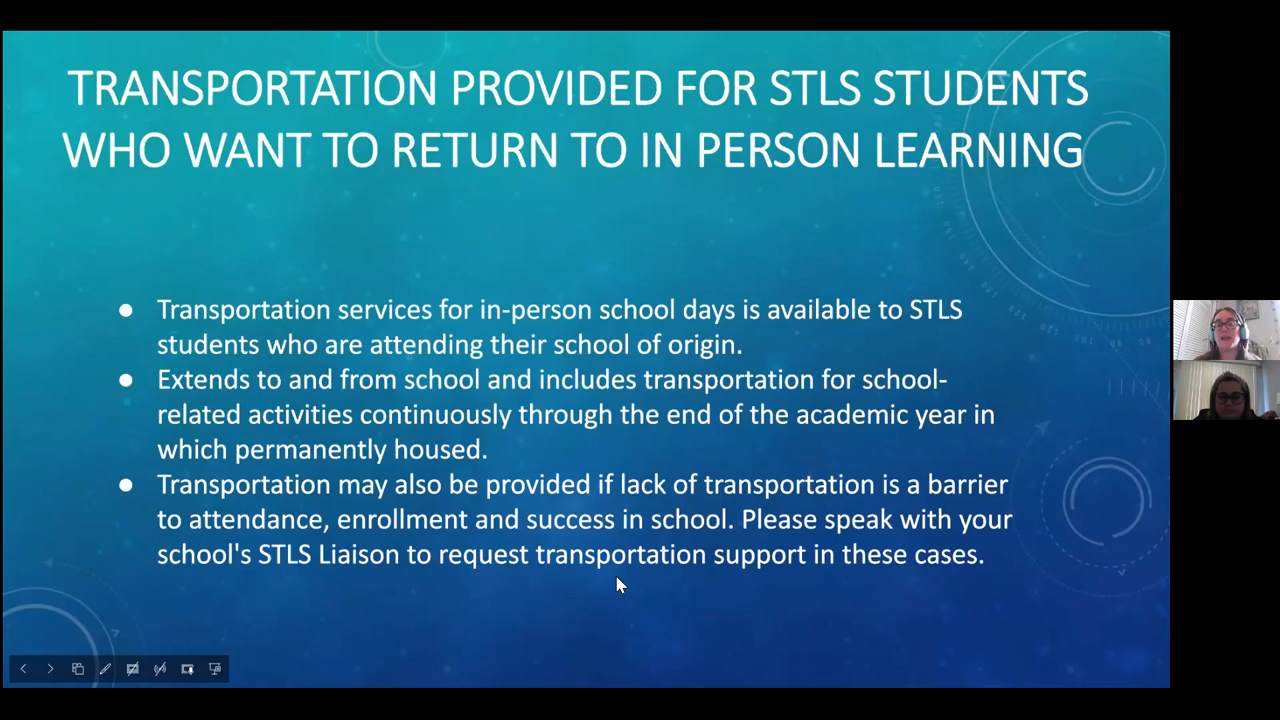 TRANSPORTATION PROVIDED FOR STLS STUDENTS
WHO WANT TO RETURN TO IN PERSON LEARNING
● Transportation services for in-person school days is available to STLS
students who are attending their school of origin.
● Extends to and from school and includes transportation for school-
related activities continuously through the end of the academic year in
which permanently housed.
● Transportation may also be provided if lack of transportation is a barrier
to attendance, enrollment and success in school. Please speak with your
school's STLS Liaison to request transportation support in these cases.